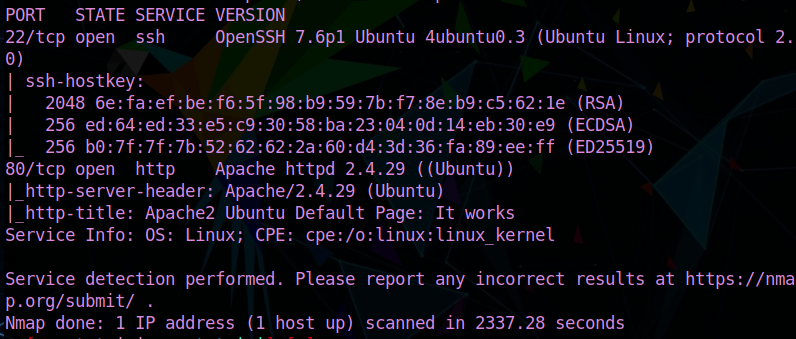 PORT   STATE SERVICE VERSION
22/tcp open  ssh     OpenSSH 7.6p1 Ubuntu 4ubuntu0.3 (Ubuntu Linux; protocol 2.
0)
| ssh-hostkey:
|   2048 6e:fa:ef:be:f6:5f:98:b9:59:7b:f7:8e:b9:c5:62:1e (RSA)
|   256 ed:64:ed:33:e5:c9:30:58:ba:23:04:0d:14:eb:30:e9 (ECDSA)
|_  256 b0:7f:7f:7b:52:62:62:2a:60:d4:3d:36:fa:89:ee:ff (ED25519)
80/tcp open  http    Apache httpd 2.4.29 ((Ubuntu))
|_http-server-header: Apache/2.4.29 (Ubuntu)
|_http-title: Apache2 Ubuntu Default Page: It works
Service Info: OS: Linux; CPE: cpe:/o:linux:linux_kernel
Service detection performed. Please report any incorrect results at https://nma
p.org/submit/ .
Nmap done: 1 IP address (1 host up) scanned in 2337.28 seconds